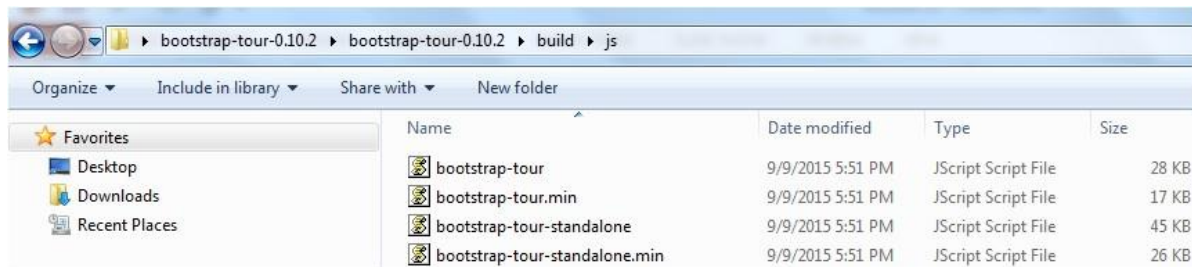 bootstrap-tour-0.10.2 ▸ bootstrap-tour-0.10.2 ▸ build ▸ js
Organize Include in library Share with New folder
Favorites
Desktop
Downloads
Recent Places
Name Date modified Type Size
bootstrap-tour 9/9/2015 5:51 PM JScript Script File 28 KB
bootstrap-tour.min 9/9/2015 5:51 PM JScript Script File 17 KB
bootstrap-tour-standalone 9/9/2015 5:51 PM JScript Script File 45 KB
bootstrap-tour-standalone.min 9/9/2015 5:51 PM JScript Script File 26 KB